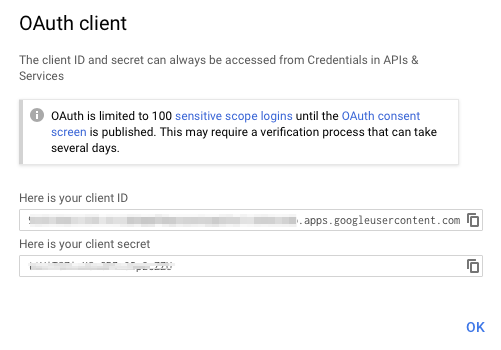 OAuth client
The client ID and secret can always be accessed from Credentials in APIs &
Services
OAuth is limited to 100 sensitive scope logins until the OAuth consent
screen is published. This may require a verification process that can take
several days.
Here is your client ID
.apps.googleusercontent.com
Here is your client secret
OK